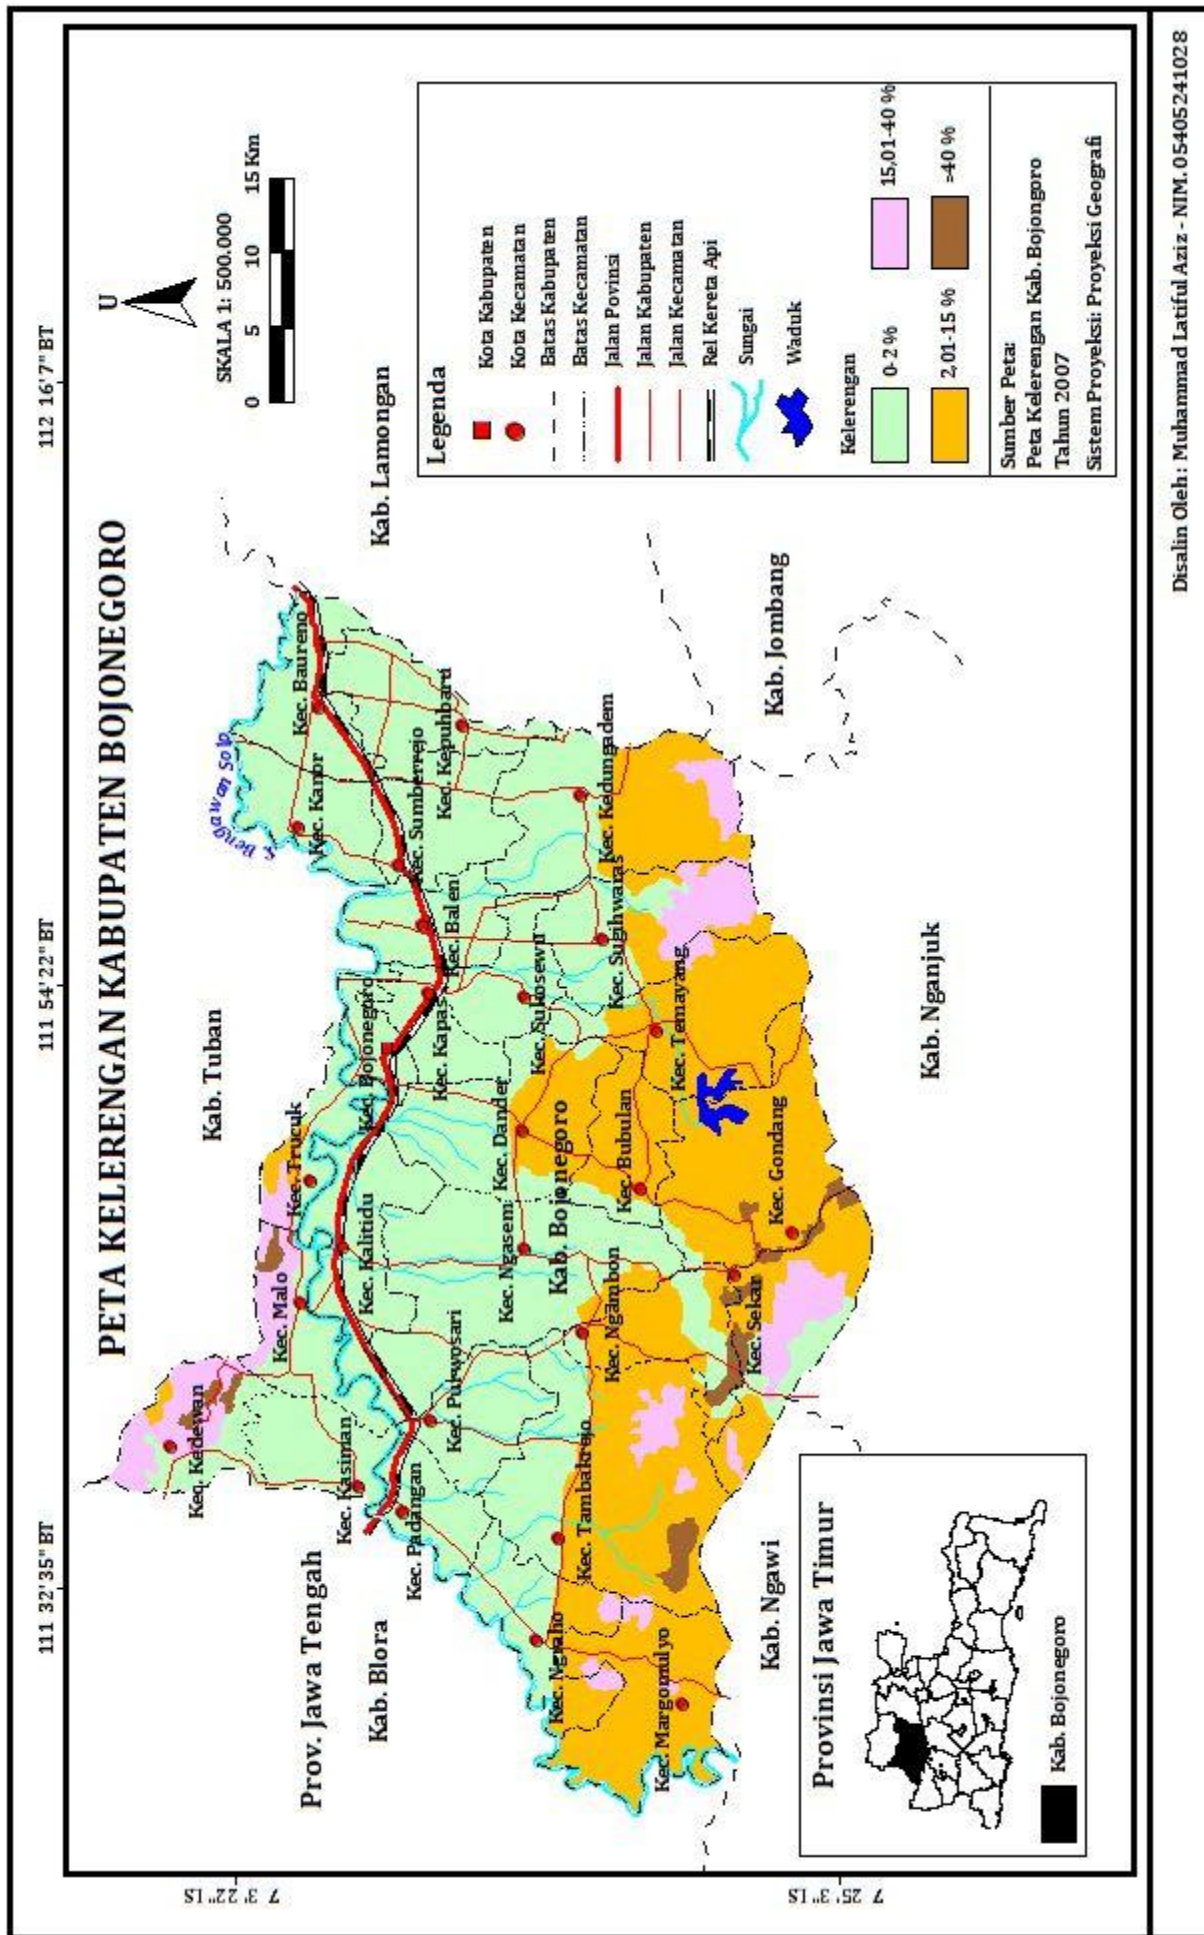 PETA KELERENGAN KABUPATEN BOJONEGORO
111 32'35" BT
111 54'22" BT
112 16'7" BT
7 3'22" LS
7 25'3" LS
U
SKALA 1: 500.000
0 5 10 15 Km
Prov. Jawa Tengah
Kab. Blora
Kab. Tuban
Kab. Lamongan
Kab. Jombang
Kab. Nganjuk
Kab. Ngawi
Kab. Bojonegoro
S. Bengawan Solo
Kec. Kedewan
Kec. Malo
Kec. Trucuk
Kec. Kasiman
Kec. Padangan
Kec. Kalitidu
Kec. Bojonegoro
Kec. Kanor
Kec. Baureno
Kec. Purwosari
Kec. Kapas
Kec. Balen
Kec. Sumberrejo
Kec. Kepuhbaru
Kec. Ngasem
Kec. Dander
Kec. Sukosewu
Kec. Ngraho
Kec. Tambakrejo
Kec. Ngambon
Kec. Bubulan
Kec. Sugihwaras
Kec. Kedungadem
Kec. Margomulyo
Kec. Temayang
Kec. Sekar
Kec. Gondang
Legenda
Kota Kabupaten
Kota Kecamatan
Batas Kabupaten
Batas Kecamatan
Jalan Povinsi
Jalan Kabupaten
Jalan Kecamatan
Rel Kereta Api
Sungai
Waduk
Kelerengan
0-2 %
15,01-40 %
2,01-15 %
=40 %
Sumber Peta:
Peta Kelerengan Kab. Bojongoro
Tahun 2007
Sistem Proyeksi: Proyeksi Geografi
Provinsi Jawa Timur
Kab. Bojonegoro
Disalin Oleh : Muhammad Latiful Aziz - NIM. 05405241028